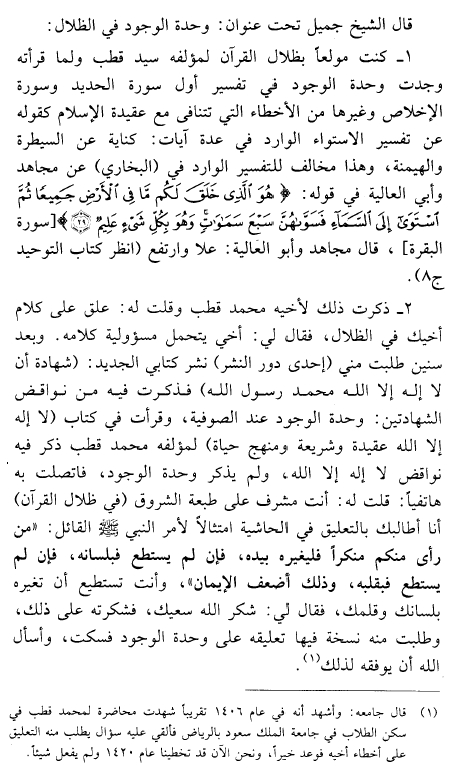 قال الشيخ جميل تحت عنوان: وحدة الوجود في الظلال:
١ـ كنت مولعاً بظلال القرآن لمؤلفه سيد قطب ولما قرأته
وجدت وحدة الوجود في تفسير أول سورة الحديد وسورة
الإخلاص وغيرها من الأخطاء التي تتنافى مع عقيدة الإسلام كقوله
عن تفسير الاستواء الوارد في عدة آيات: كناية عن السيطرة
والهيمنة، وهذا مخالف للتفسير الوارد في (البخاري) عن مجاهد
وأبي العالية في قوله: ﴿ هُوَ ٱلَّذِى خَلَقَ لَكُم مَّا فِى ٱلْأَرْضِ جَمِيعًا ثُمَّ
ٱسْتَوَىٰٓ إِلَى ٱلسَّمَآءِ فَسَوَّىٰهُنَّ سَبْعَ سَمَـٰوَٰتٍ ۚ وَهُوَ بِكُلِّ شَىْءٍ عَلِيمٌ ۝٢٩ ﴾[سورة
البقرة] ، قال مجاهد وأبو العالية: علا وارتفع (انظر كتاب التوحيد
ج٨).
٢ـ ذكرت ذلك لأخيه محمد قطب وقلت له: علق على كلام
أخيك في الظلال، فقال لي: أخي يتحمل مسؤولية كلامه. وبعد
سنين طلبت مني (إحدى دور النشر) نشر كتابي الجديد: (شهادة أن
لا إله إلا الله محمد رسول الله) فذكرت فيه من نواقض
الشهادتين: وحدة الوجود عند الصوفية، وقرأت في كتاب (لا إله
إلا الله عقيدة وشريعة ومنهج حياة) لمؤلفه محمد قطب ذكر فيه
نواقض لا إله إلا الله، ولم يذكر وحدة الوجود، فاتصلت به
هاتفياً: قلت له: أنت مشرف على طبعة الشروق (في ظلال القرآن)
أنا أطالبك بالتعليق في الحاشية امتثالاً لأمر النبي ﷺ القائل: «من
رأى منكم منكراً فليغيره بيده، فإن لم يستطع فبلسانه، فإن لم
يستطع فبقلبه، وذلك أضعف الإيمان»، وأنت تستطيع أن تغيره
بلسانك وقلمك، فقال لي: شكر الله سعيك، فشكرته على ذلك،
وطلبت منه نسخة فيها تعليقه على وحدة الوجود فسكت، وأسأل
الله أن يوفقه لذلك(١).
(١) قال جامعه: وأشهد أنه في عام ١٤٠٦ تقريباً شهدت محاضرة لمحمد قطب في
سكن الطلاب في جامعة الملك سعود بالرياض فألقي عليه سؤال يطلب منه التعليق
على أخطاء أخيه فوعد خيراً، ونحن الآن قد تخطينا عام ١٤٢٠ ولم يفعل شيئاً.